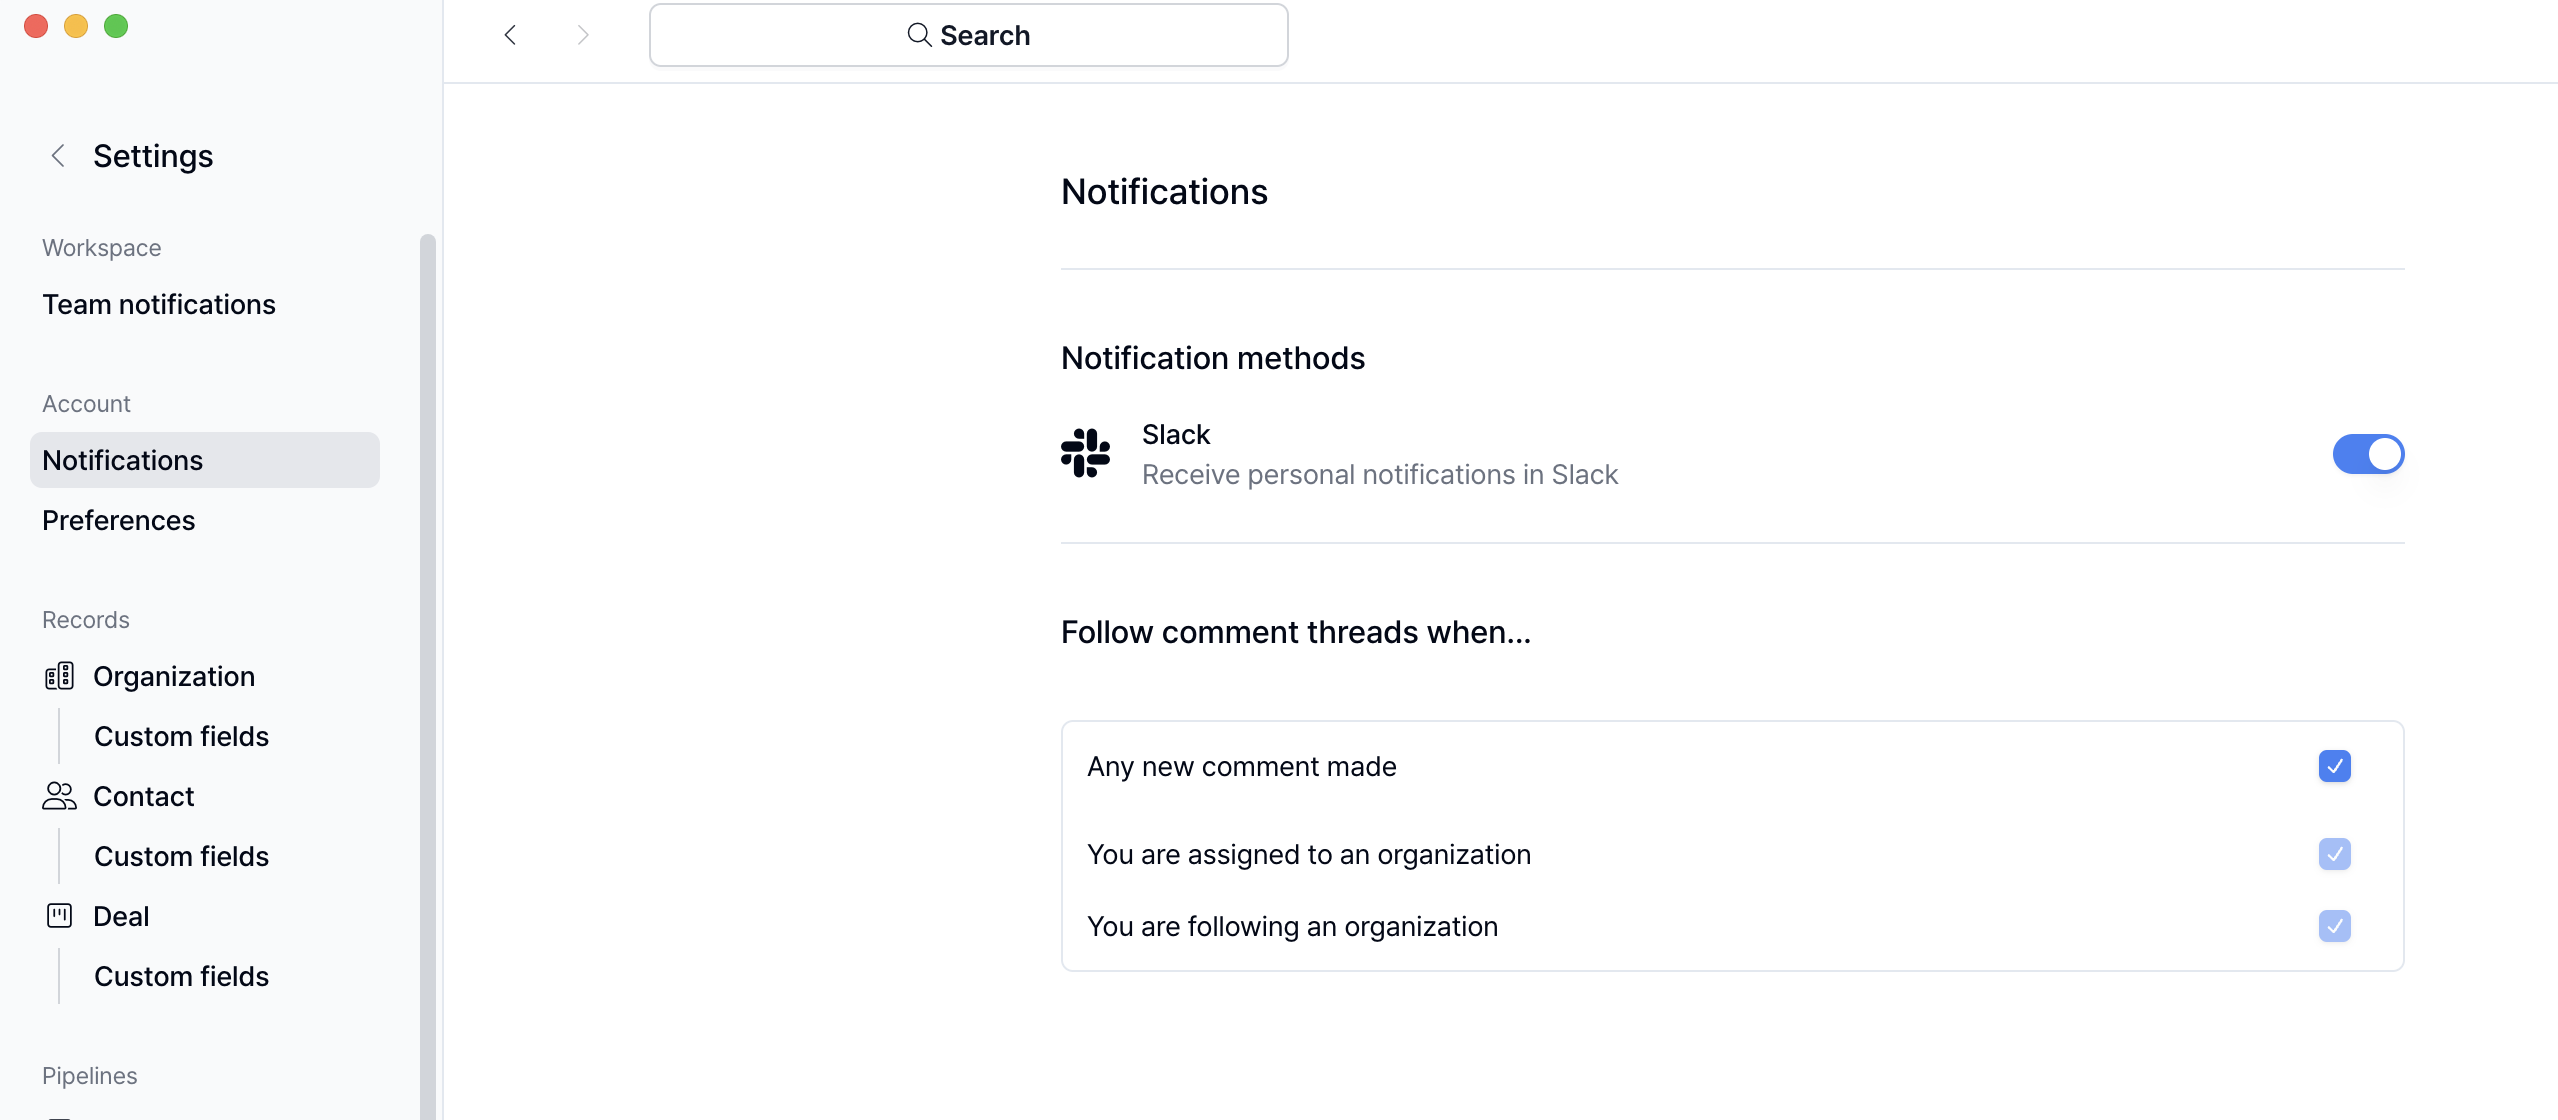 Search
Settings
Workspace
Team notifications
Account
Notifications
Preferences
Records
Organization
Custom fields
Contact
Custom fields
Deal
Custom fields
Pipelines
Notifications
Notification methods
Slack
Receive personal notifications in Slack
Follow comment threads when...
Any new comment made
You are assigned to an organization
You are following an organization